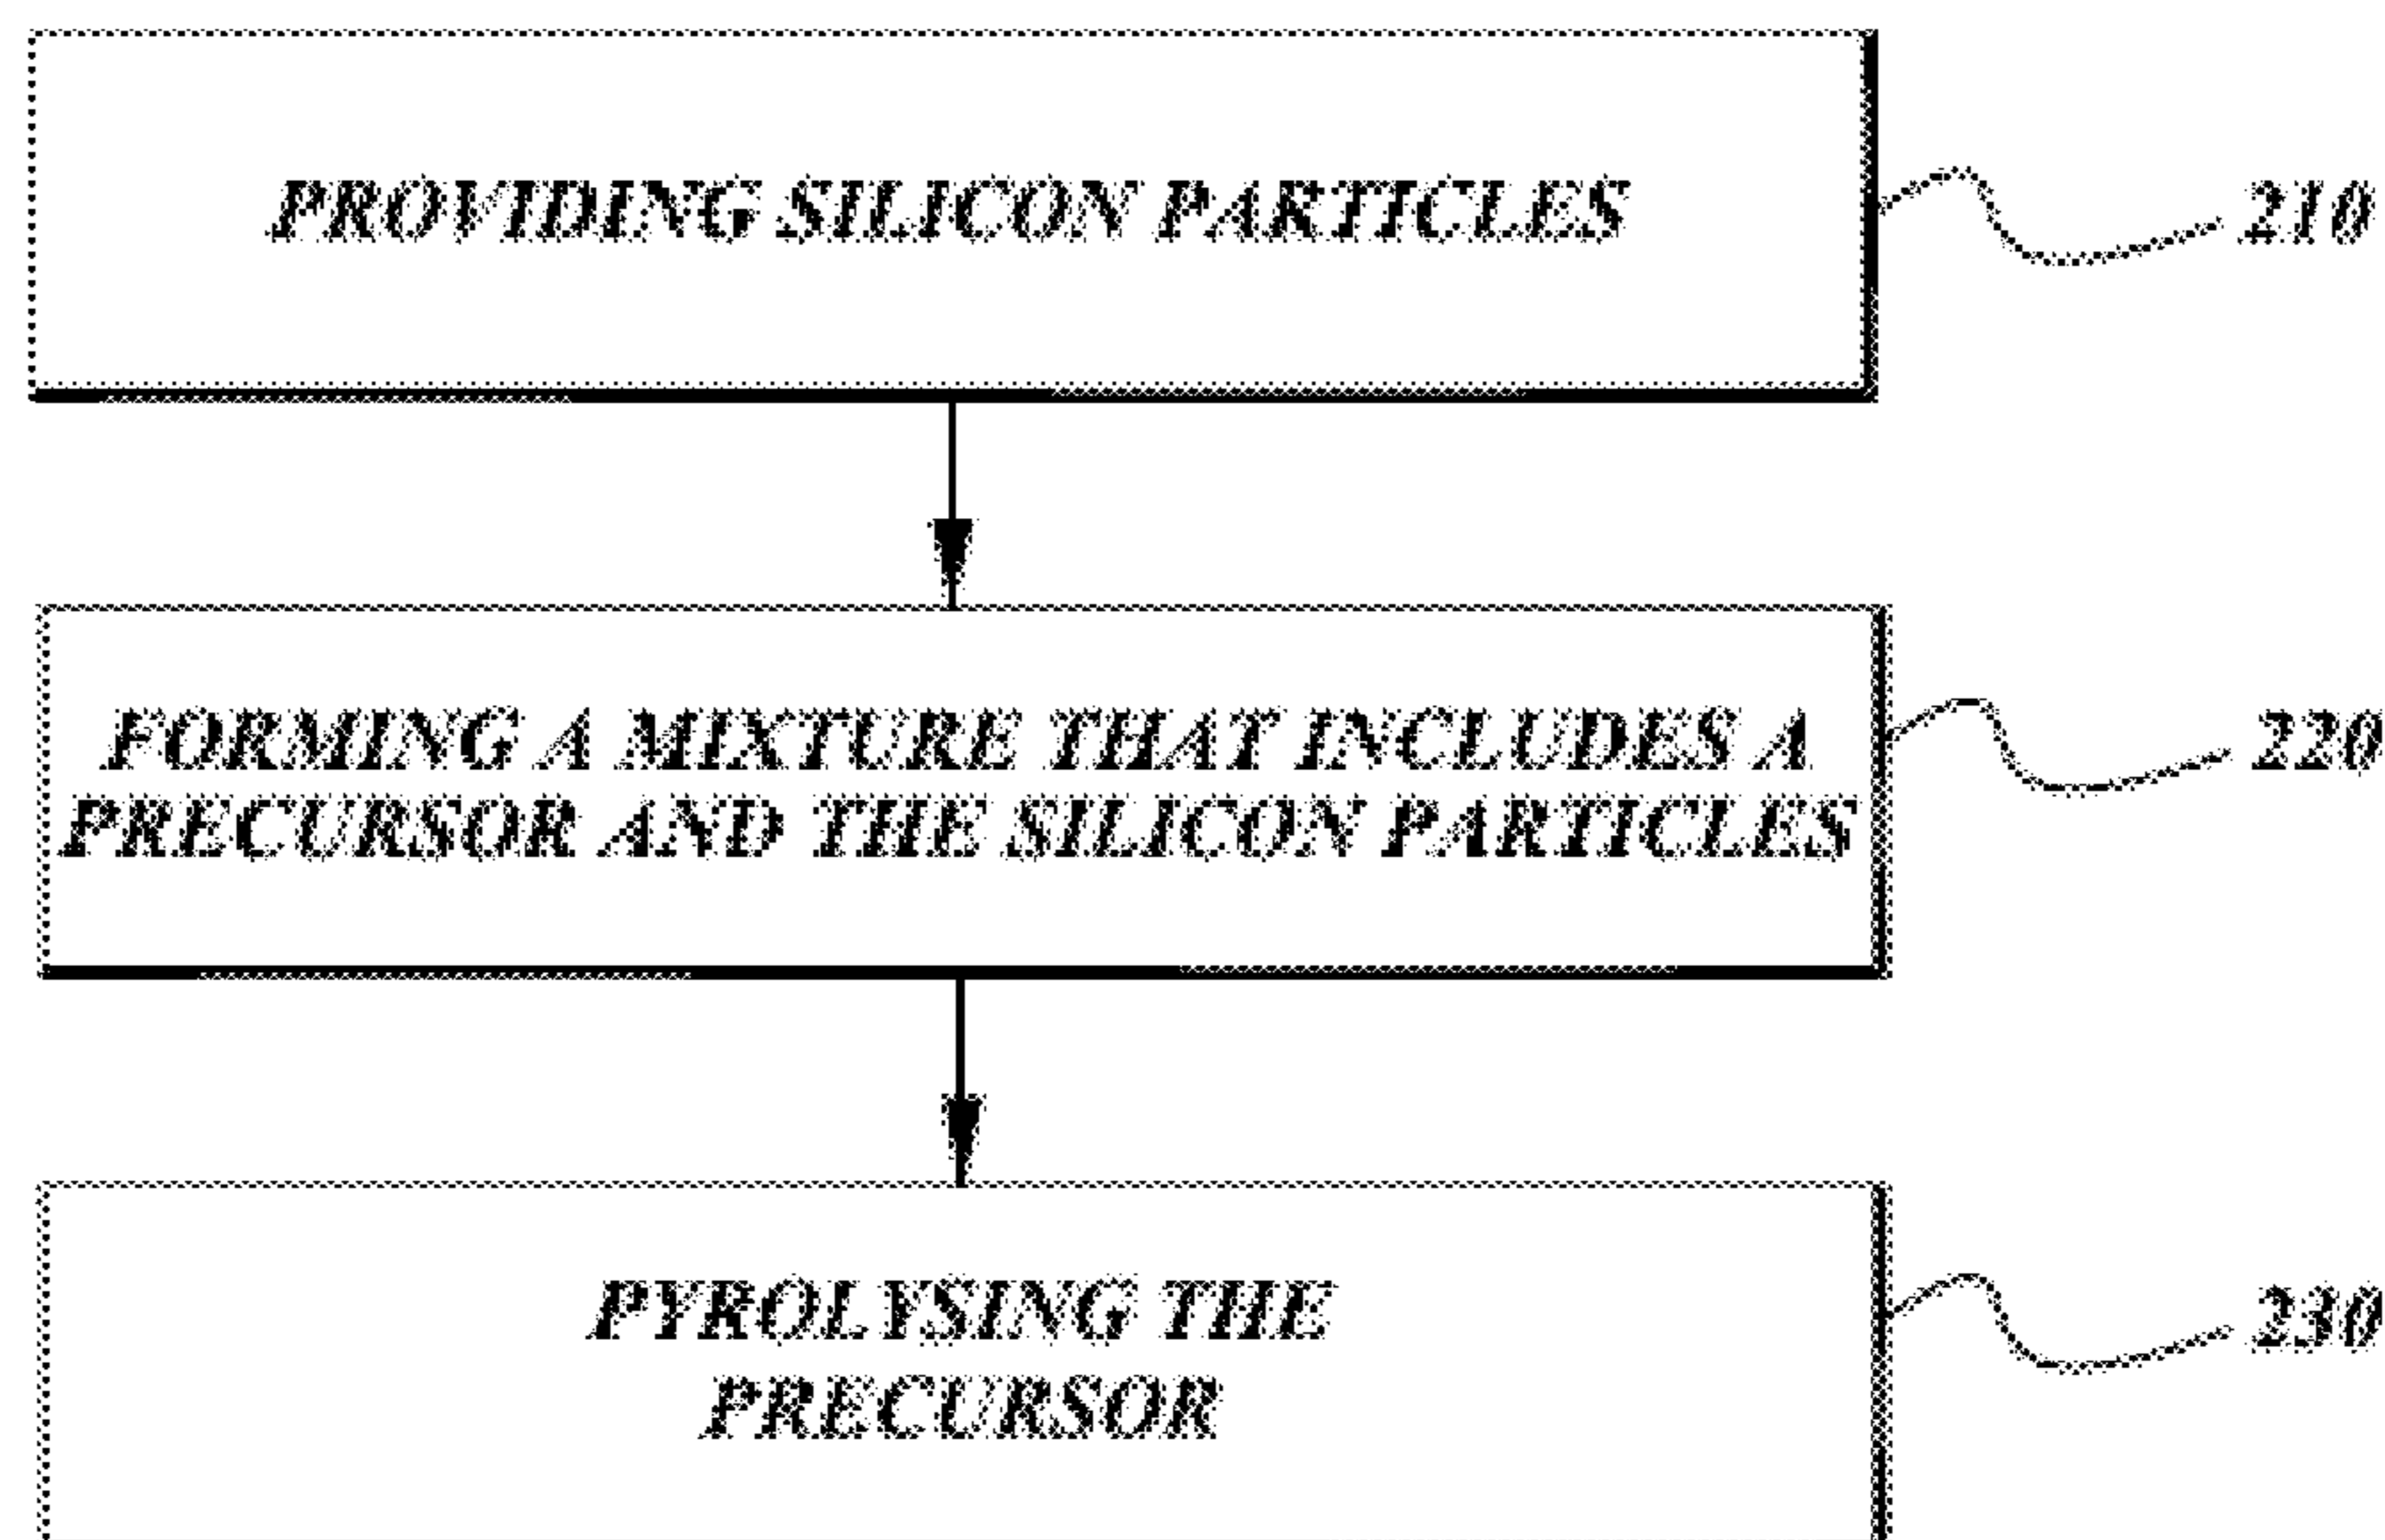 PROVIDING SILICON PARTICLES
210
FORMING A MIXTURE THAT INCLUDES A
PRECURSOR AND THE SILICON PARTICLES
220
PYROLYSING THE
PRECURSOR
230